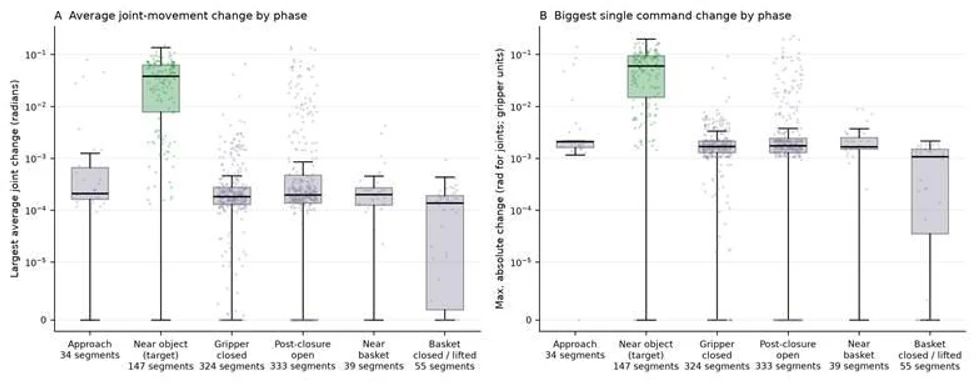 A Average joint-movement change by phase
Largest average joint change (radians)
10⁻¹
10⁻²
10⁻³
10⁻⁴
10⁻⁵
0
Approach
34 segments
Near object
(target)
147 segments
Gripper
closed
324 segments
Post-closure
open
333 segments
Near
basket
39 segments
Basket
closed / lifted
55 segments
B Biggest single command change by phase
Max. absolute change (rad for joints; gripper units)
10⁻¹
10⁻²
10⁻³
10⁻⁴
10⁻⁵
0
Approach
34 segments
Near object
(target)
147 segments
Gripper
closed
324 segments
Post-closure
open
333 segments
Near
basket
39 segments
Basket
closed / lifted
55 segments